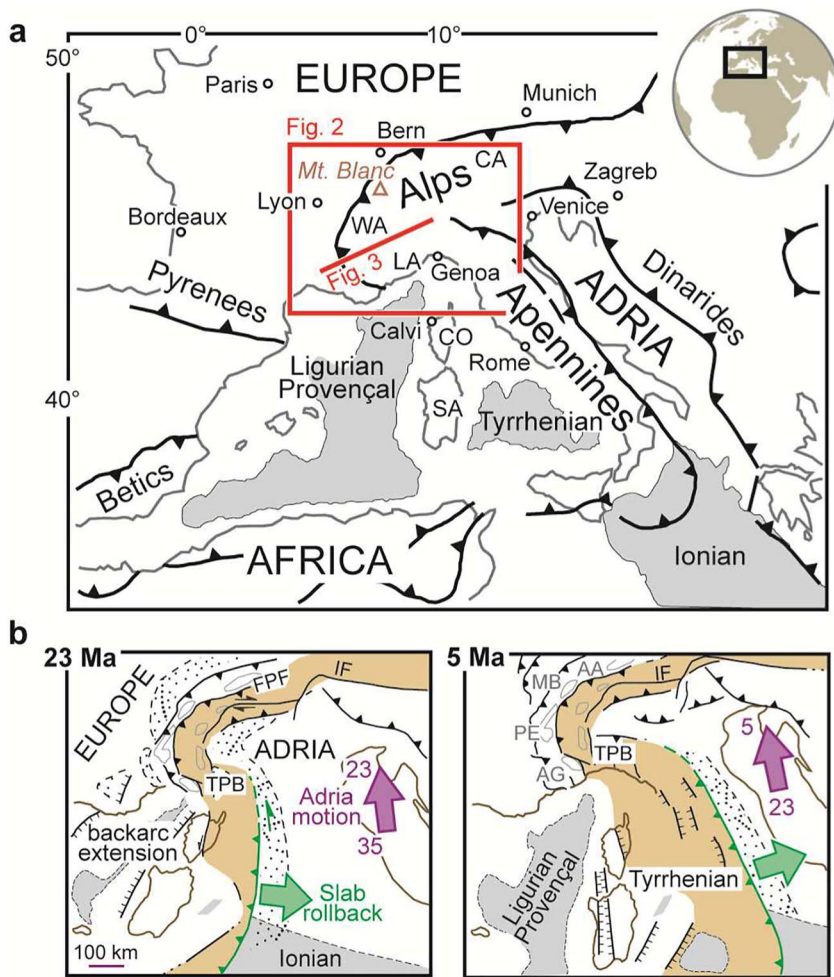 a
0°
10°
50°
Paris
EUROPE
Munich
Fig. 2
Bern
Mt. Blanc
CA
Alps
Zagreb
Lyon
WA
Venice
Bordeaux
Fig. 3
LA
Genoa
Pyrenees
Apennines
ADRIA
Dinarides
Calvi
CO
Rome
Ligurian
Provençal
40°
SA
Tyrrhenian
Betics
AFRICA
Ionian
b
23 Ma
EUROPE
FPF
IF
ADRIA
TPB
23
Adria
motion
35
backarc
extension
Slab
rollback
100 km
Ionian
5 Ma
AA
MB
IF
PE
TPB
AG
5
23
Ligurian
Provençal
Tyrrhenian